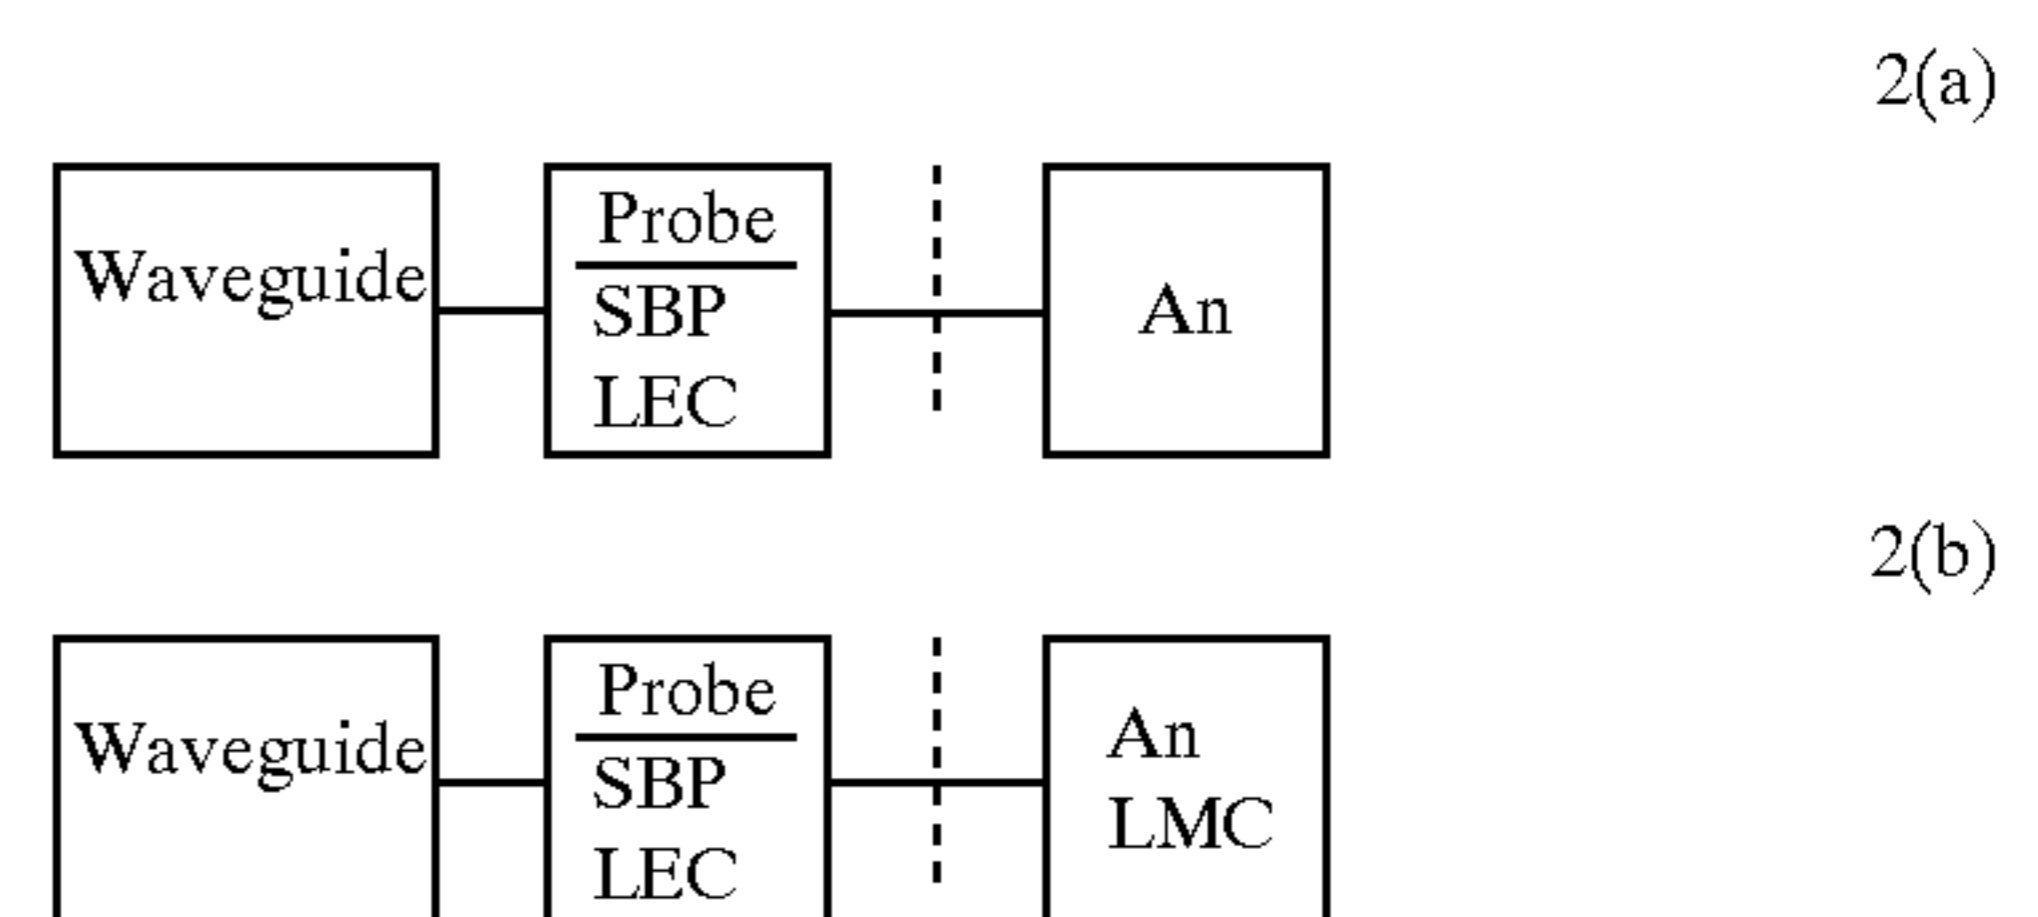 2(a)
Waveguide
Probe
SBP
LEC
An
2(b)
Waveguide
Probe
SBP
LEC
An
LMC